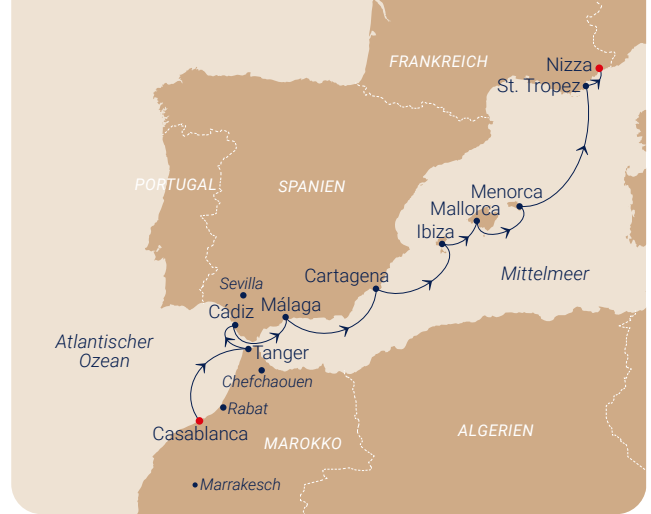 FRANKREICH
Nizza
St. Tropez
PORTUGAL
SPANIEN
Menorca
Mallorca
Ibiza
Mittelmeer
Cartagena
Sevilla
Málaga
Cádiz
Atlantischer
Ozean
Tanger
Chefchaouen
Rabat
Casablanca
MAROKKO
ALGERIEN
Marrakesch